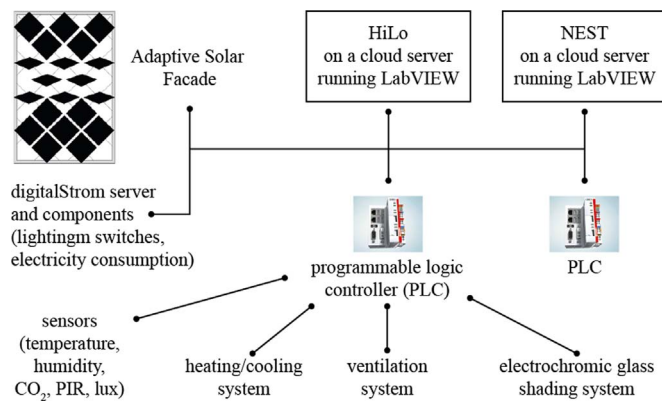 Adaptive Solar
Facade
HiLo
on a cloud server
running LabVIEW
NEST
on a cloud server
running LabVIEW
digitalStrom server
and components
(lightingm switches,
electricity consumption)
programmable logic
controller (PLC)
PLC
sensors
(temperature,
humidity,
CO₂, PIR, lux)
heating/cooling
system
ventilation
system
electrochromic glass
shading system